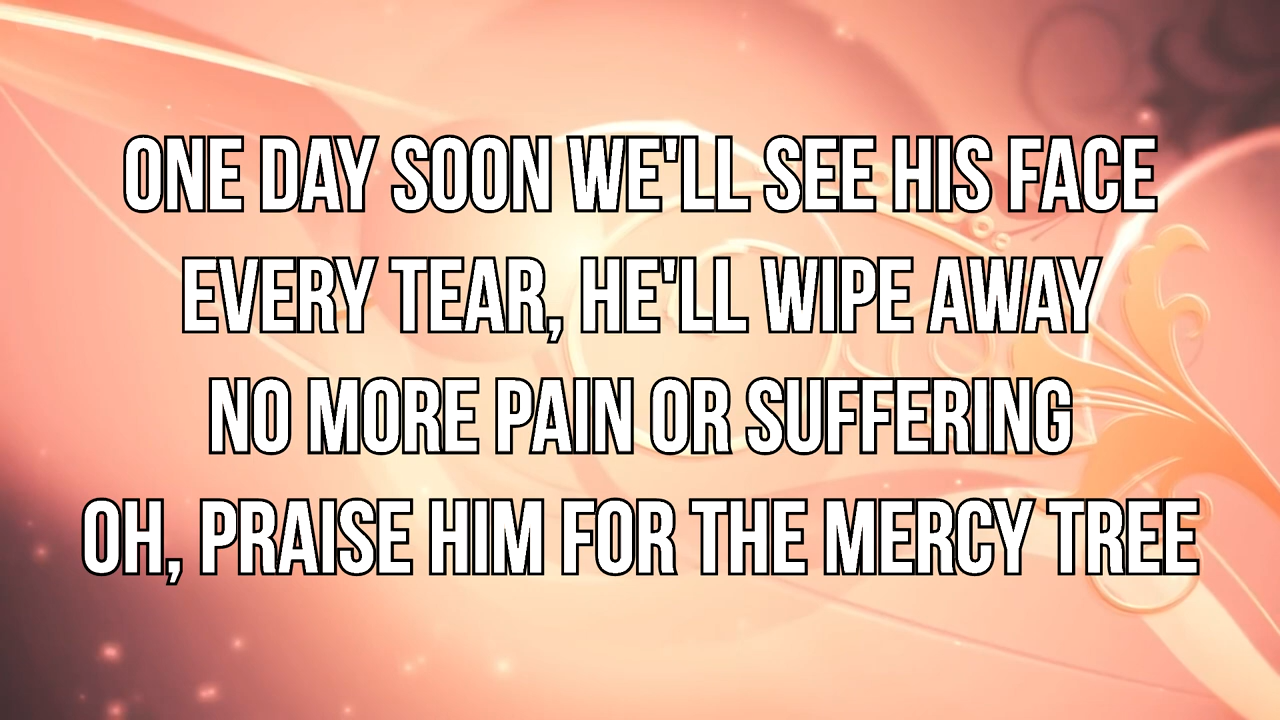 ONE DAY SOON WE'LL SEE HIS FACE
EVERY TEAR, HE'LL WIPE AWAY
NO MORE PAIN OR SUFFERING
OH, PRAISE HIM FOR THE MERCY TREE